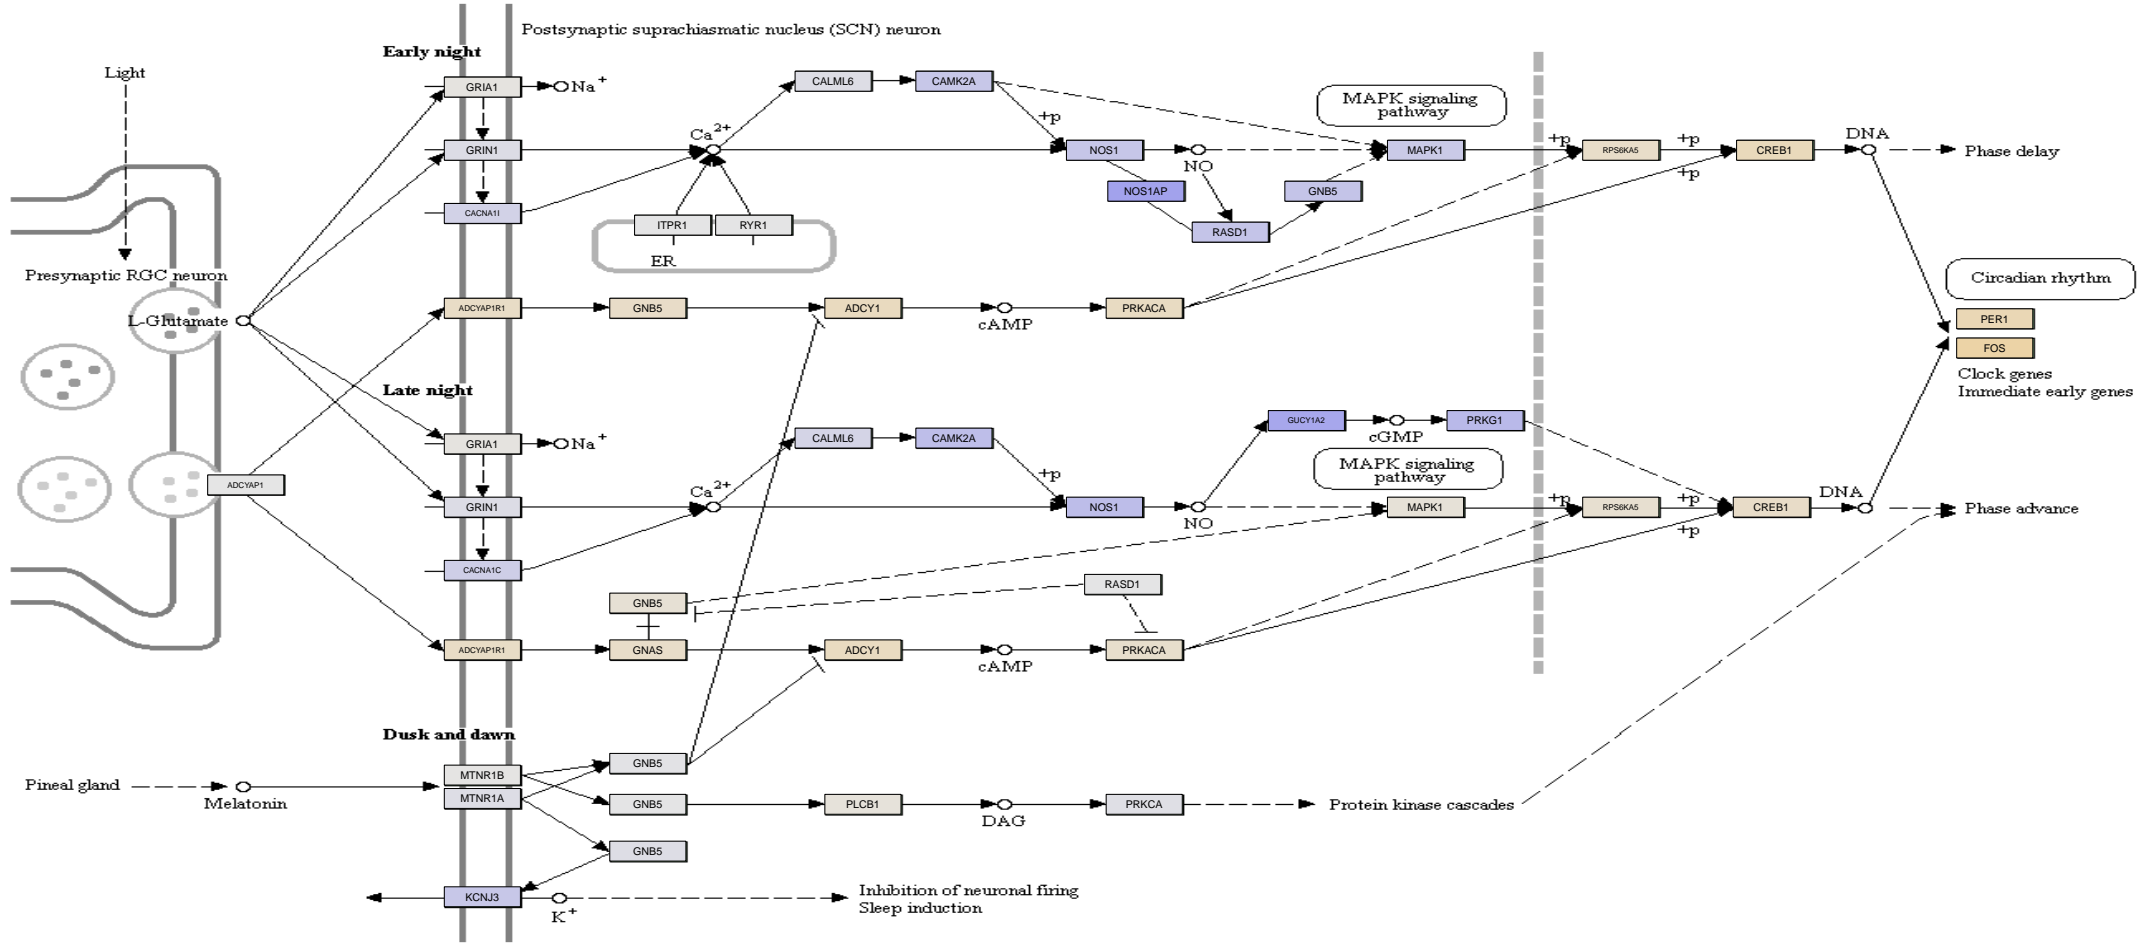 Postsynaptic suprachiasmatic nucleus (SCN) neuron
Early night
Light
GRIA1
Na+
CALML6
CAMK2A
MAPK signaling
pathway
+p
Ca2+
GRIN1
NOS1
NO
MAPK1
+p
RPS6KA5
+p
CREB1
DNA
Phase delay
+p
NOS1AP
GNB5
CACNA1I
ITPR1
RYR1
RASD1
ER
Presynaptic RGC neuron
Circadian rhythm
L-Glutamate
ADCYAP1R1
GNB5
ADCY1
cAMP
PRKACA
PER1
FOS
Clock genes
Immediate early genes
Late night
GRIA1
Na+
CALML6
CAMK2A
GUCY1A2
cGMP
PRKG1
MAPK signaling
pathway
+p
ADCYAP1
Ca2+
GRIN1
NOS1
NO
MAPK1
+p
RPS6KA5
+p
CREB1
DNA
Phase advance
+p
CACNA1C
RASD1
GNB5
ADCYAP1R1
GNAS
ADCY1
cAMP
PRKACA
Dusk and dawn
GNB5
MTNR1B
Pineal gland
Melatonin
MTNR1A
GNB5
PLCB1
DAG
PRKCA
Protein kinase cascades
GNB5
KCNJ3
K+
Inhibition of neuronal firing
Sleep induction